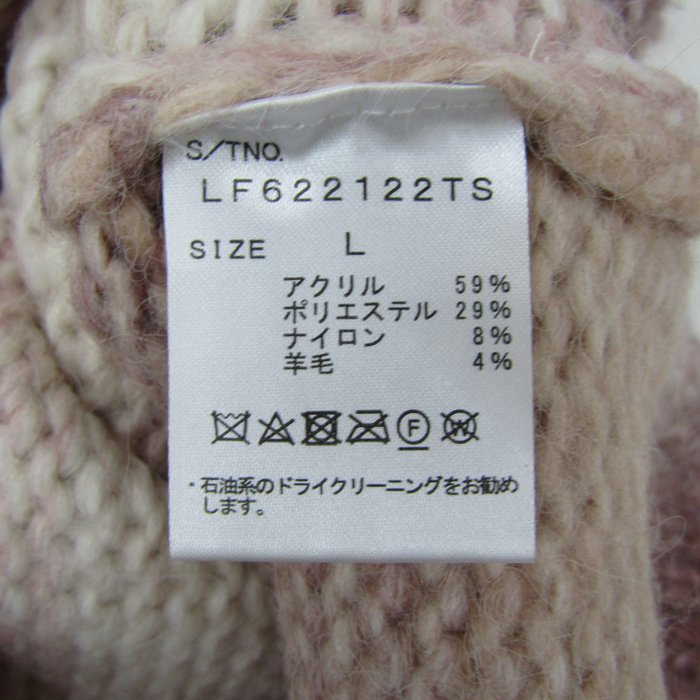 S/TNO.
LF622122TS
SIZE L
アクリル 59%
ポリエステル 29%
ナイロン 8%
羊毛 4%
F W
・石油系のドライクリーニングをお勧め
します。